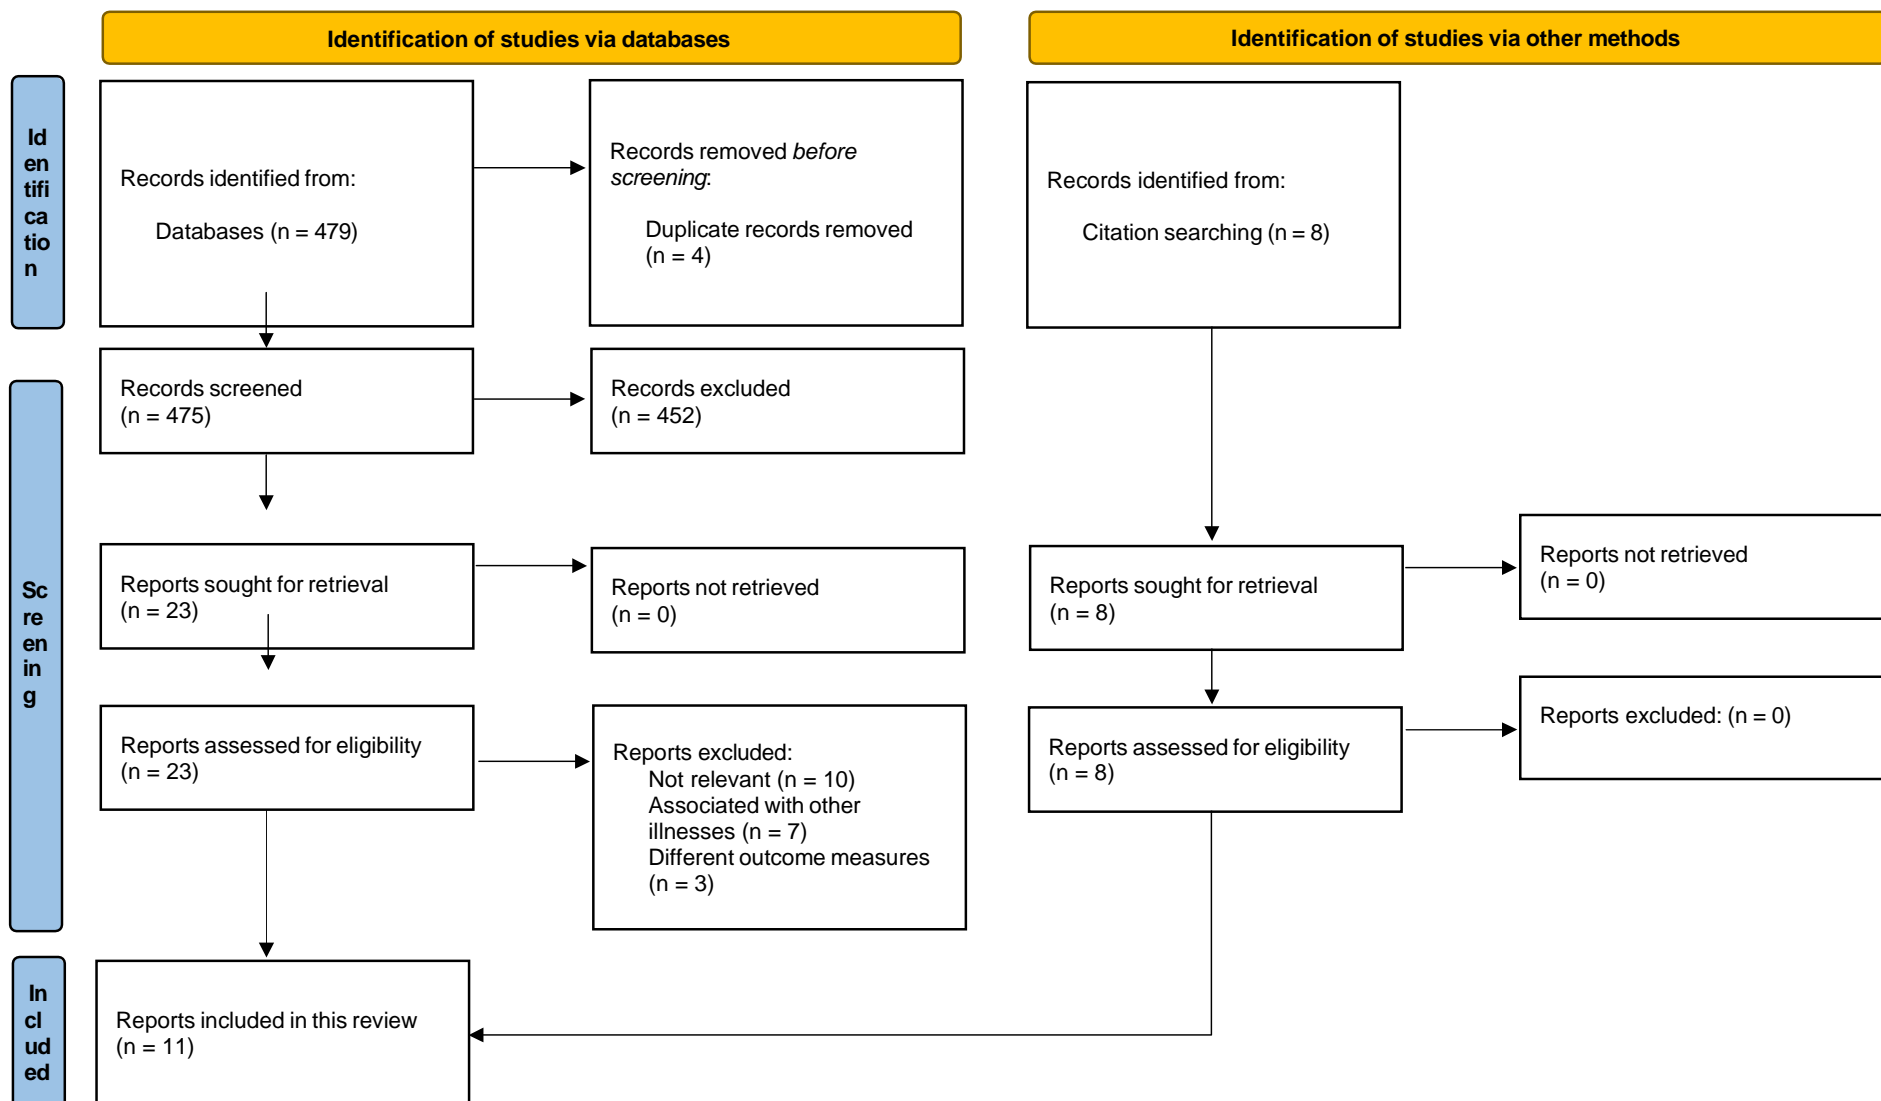 Identification of studies via databases
Identification of studies via other methods
Id
en
tifi
ca
tio
n
Records identified from:
Databases (n = 479)
Records removed before
screening:
Duplicate records removed
(n = 4)
Records identified from:
Citation searching (n = 8)
Sc
re
en
in
g
Records screened
(n = 475)
Records excluded
(n = 452)
Reports sought for retrieval
(n = 23)
Reports not retrieved
(n = 0)
Reports sought for retrieval
(n = 8)
Reports not retrieved
(n = 0)
Reports assessed for eligibility
(n = 23)
Reports excluded:
Not relevant (n = 10)
Associated with other
illnesses (n = 7)
Different outcome measures
(n = 3)
Reports assessed for eligibility
(n = 8)
Reports excluded: (n = 0)
In
cl
ud
ed
Reports included in this review
(n = 11)